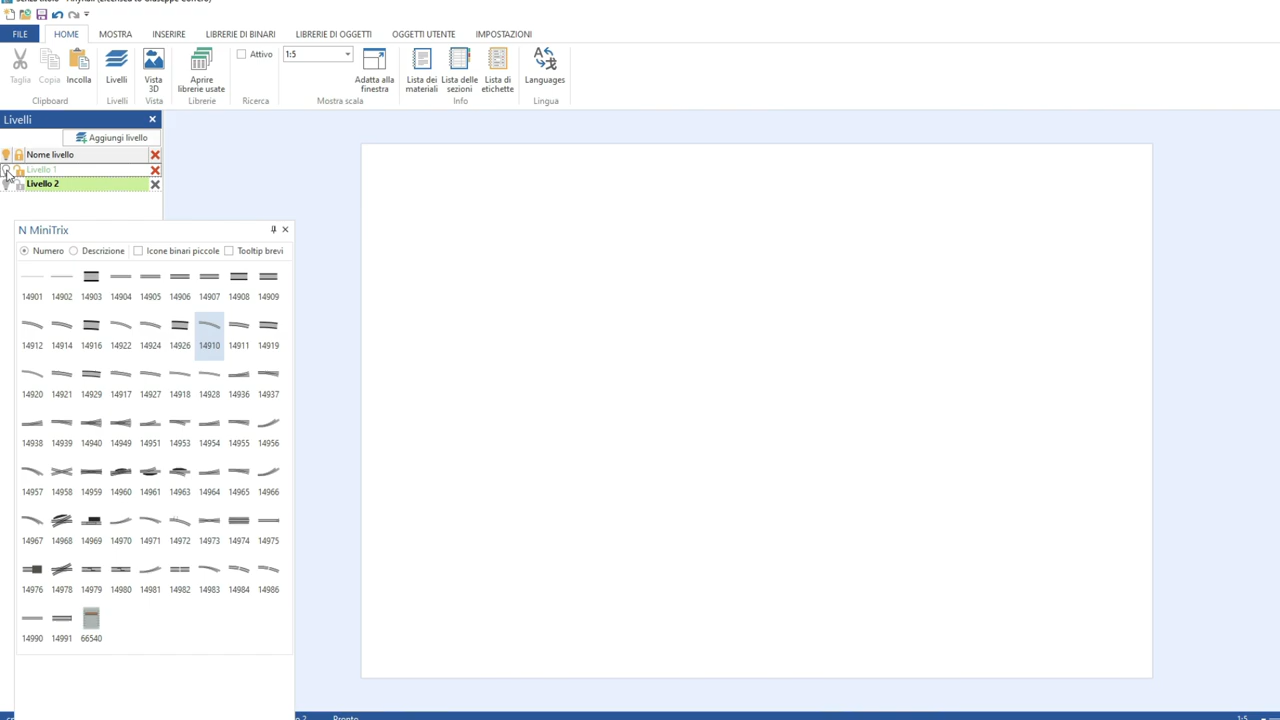 FILE HOME MOSTRA INSERIRE LIBRERIE DI BINARI LIBRERIE DI OGGETTI OGGETTI UTENTE IMPOSTAZIONI
Taglia Copia Incolla Livelli Vista 3D Aprire librerie usate Attivo 1:5 Adatta alla finestra Lista dei materiali Lista delle sezioni Lista di etichette Languages
Clipboard Livelli Vista Librerie Ricerca Mostra scala Info Lingua
Livelli
Aggiungi livello
Nome livello
Livello 1
Livello 2
N MiniTrix
Numero Descrizione Icone binari piccole Tooltip brevi
14901 14902 14903 14904 14905 14906 14907 14908 14909
14912 14914 14916 14922 14924 14926 14910 14911 14919
14920 14921 14929 14917 14927 14918 14928 14936 14937
14938 14939 14940 14949 14951 14953 14954 14955 14956
14957 14958 14959 14960 14961 14963 14964 14965 14966
14967 14968 14969 14970 14971 14972 14973 14974 14975
14976 14978 14979 14980 14981 14982 14983 14984 14986
14990 14991 66540
Pronto 1:5